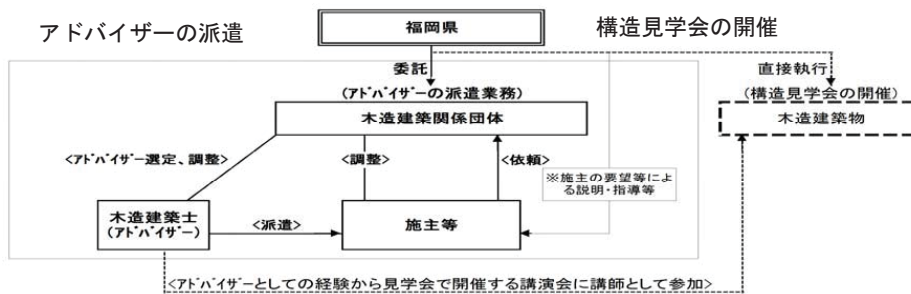 アドバイザーの派遣
福岡県
構造見学会の開催
委託
(アドバイザーの派遣業務)
直接執行
(構造見学会の開催)
木造建築関係団体
木造建築物
<アドバイザー選定、調整>
<調整>
<依頼>
※施主の要望等によ
る説明・指導等
木造建築士
(アドバイザー)
<派遣>
施主等
<アドバイザーとしての経験から見学会で開催する講演会に講師として参加>